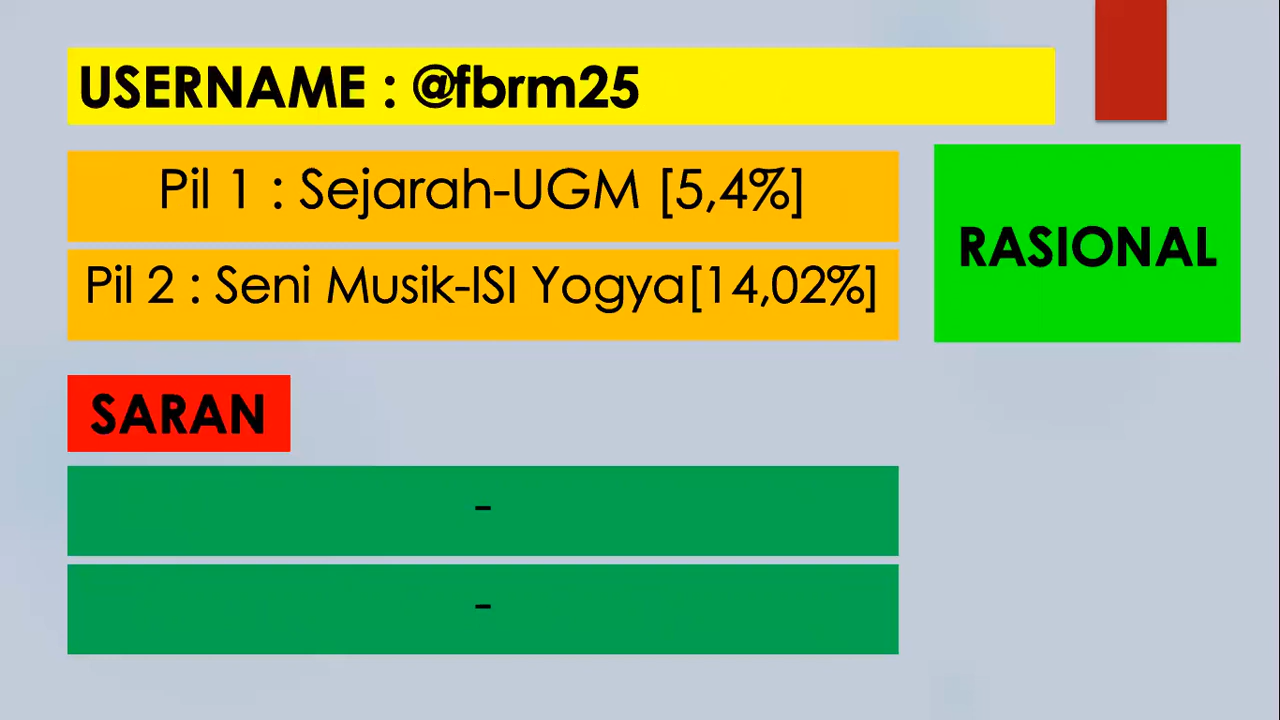 USERNAME : @fbrm25
Pil 1 : Sejarah-UGM [5,4%]
Pil 2 : Seni Musik-ISI Yogya[14,02%]
RASIONAL
SARAN
-
-